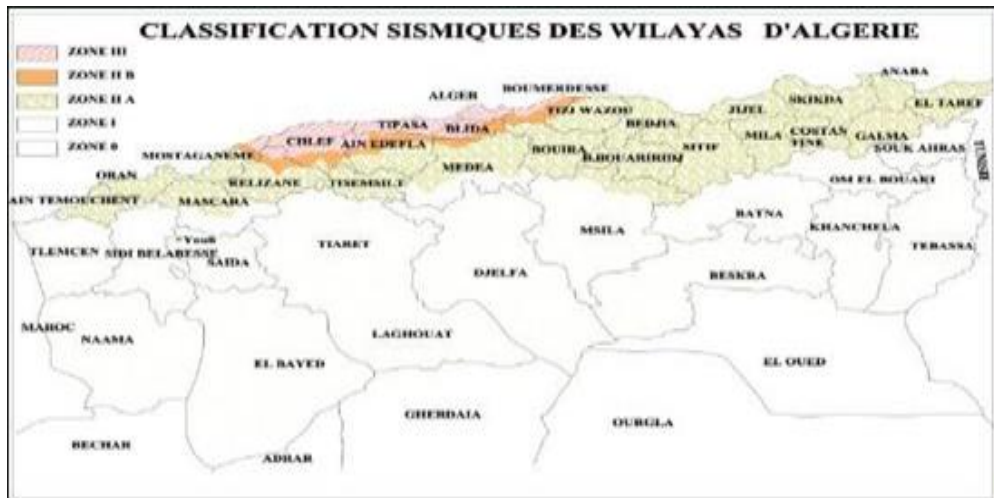 CLASSIFICATION SISMIQUES DES WILAYAS D'ALGERIE
ZONE III
ZONE II B
ZONE II A
ZONE I
ZONE 0
ANABA
BOUMERDESSE
ALGER
SKIKDA
EL TAREF
TIZI WAZOU
JIJEL
TIPASA
BLIDA
BEDJIA
CHLEF
AIN EDEFLA
MILA
COSTAN
TINE
GALMA
MOSTAGANEME
BOUIRA
SITIF
SOUK AHRAS
B.BOUARIRIDJ
TUNISIE
ORAN
MEDEA
RELIZANE
TISEMSILT
OM EL BOUAKI
AIN TEMOUCHENT
MASCARA
BATNA
KHANCHELA
MSILA
TIARET
TLEMCEN
SIDI BELABESSE
SAIDA
TEBASSA
DJELFA
BESKRA
MAROC
NAAMA
LAGHOUAT
EL BAYED
EL OUED
GHERDAIA
OURGLA
BECHAR
ADRAR